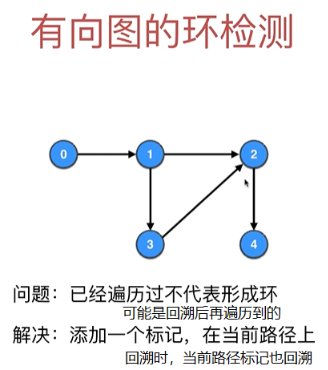 有向图的环检测
0
1
2
3
4
问题：已经遍历过不代表形成环
可能是回溯后再遍历到的
解决：添加一个标记，在当前路径上
回溯时，当前路径标记也回溯